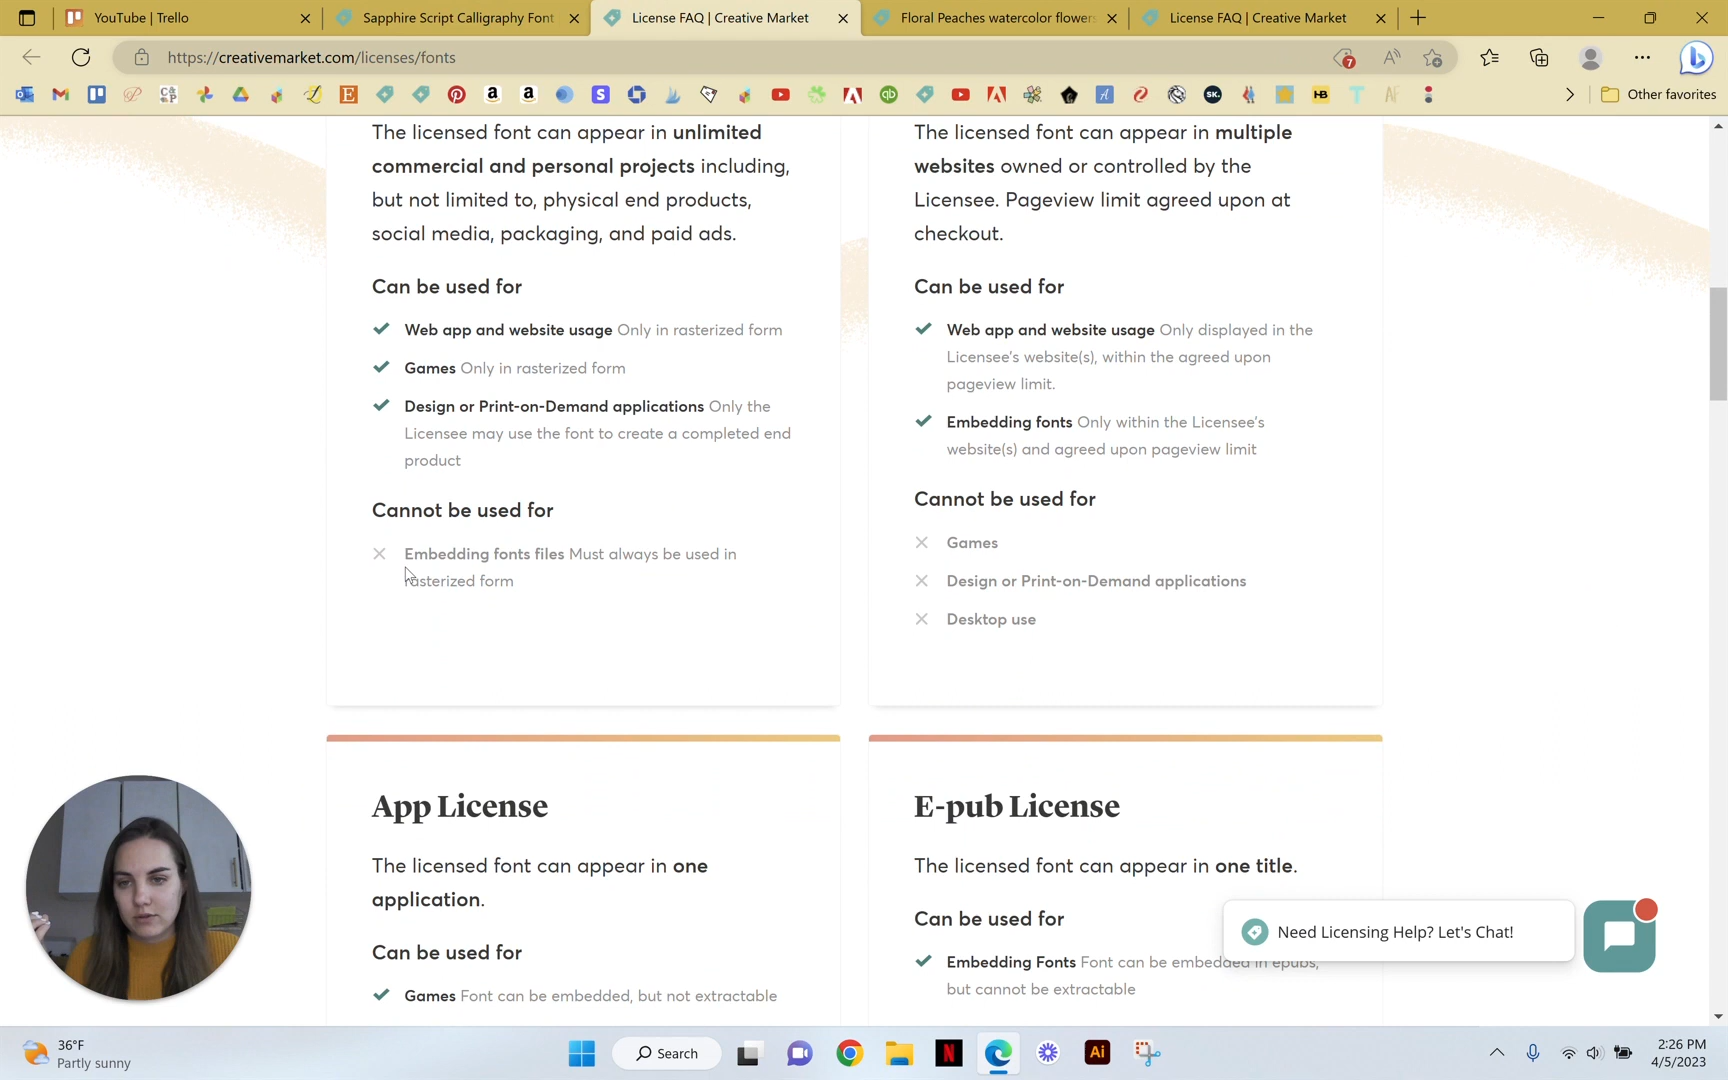 YouTube | Trello
Sapphire Script Calligraphy Font
License FAQ | Creative Market
Floral Peaches watercolor flowers
License FAQ | Creative Market
https://creativemarket.com/licenses/fonts
7
Other favorites
The licensed font can appear in unlimited
commercial and personal projects including,
but not limited to, physical end products,
social media, packaging, and paid ads.
Can be used for
Web app and website usage Only in rasterized form
Games Only in rasterized form
Design or Print-on-Demand applications Only the
Licensee may use the font to create a completed end
product
Cannot be used for
Embedding fonts files Must always be used in
rasterized form
The licensed font can appear in multiple
websites owned or controlled by the
Licensee. Pageview limit agreed upon at
checkout.
Can be used for
Web app and website usage Only displayed in the
Licensee's website(s), within the agreed upon
pageview limit.
Embedding fonts Only within the Licensee's
website(s) and agreed upon pageview limit
Cannot be used for
Games
Design or Print-on-Demand applications
Desktop use
App License
The licensed font can appear in one
application.
Can be used for
Games Font can be embedded, but not extractable
E-pub License
The licensed font can appear in one title.
Can be used for
Embedding Fonts Font can be embedded in epubs,
but cannot be extractable
Need Licensing Help? Let's Chat!
36°F
Partly sunny
Search
2:26 PM
4/5/2023